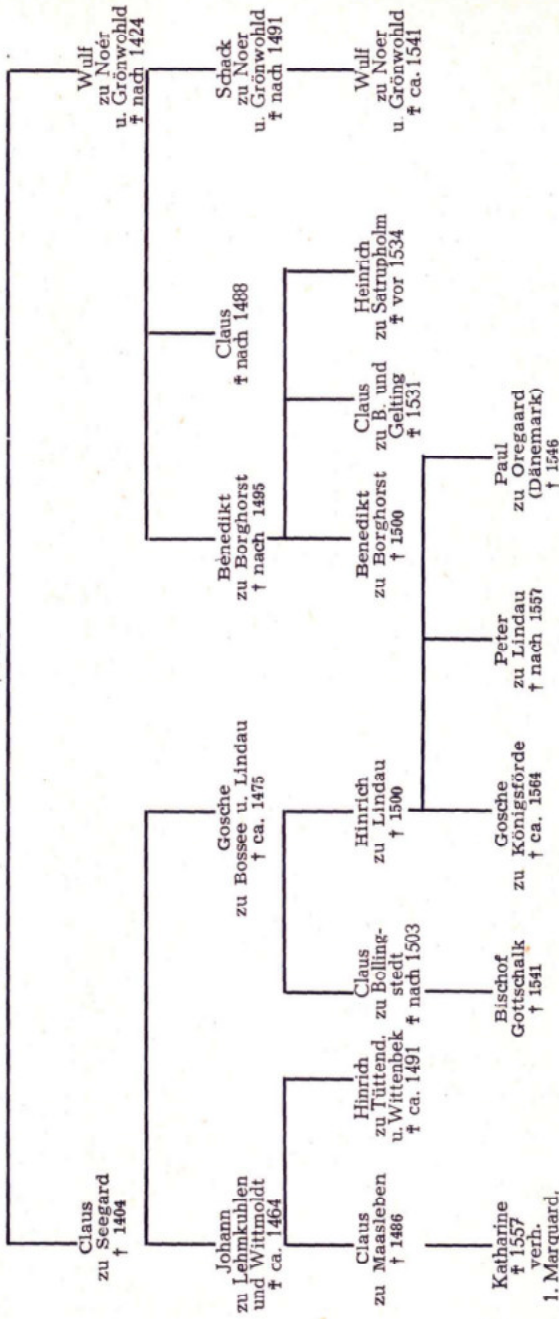 Claus
zu Seegard
† 1404
Wulf
zu Noer
u. Grönwohld
† nach 1424
Johann
zu Lehmkuhlen
und Wittmoldt
† ca. 1464
Gosche
zu Bossee u. Lindau
† ca. 1475
Benedikt
zu Borghorst
† nach 1495
Claus
† nach 1488
Schack
zu Noer
u. Grönwohld
† nach 1491
Claus
zu Maasleben
† 1486
Hinrich
zu Tüttend.
u. Wittenbek
† ca. 1491
Claus
zu Bolling-
stedt
† nach 1503
Hinrich
zu Lindau
† 1500
Benedikt
zu Borghorst
† 1500
Claus
zu B. und
Gelting
† 1531
Heinrich
zu Satrupholm
† vor 1534
Wulf
zu Noer
u. Grönwohld
† ca. 1541
Katharine
† 1557
verh.
1. Marquard,
Bischof
Gottschalk
† 1541
Gosche
zu Königsförde
† ca. 1564
Peter
zu Lindau
† nach 1557
Paul
zu Oregaard
(Dänemark)
† 1546